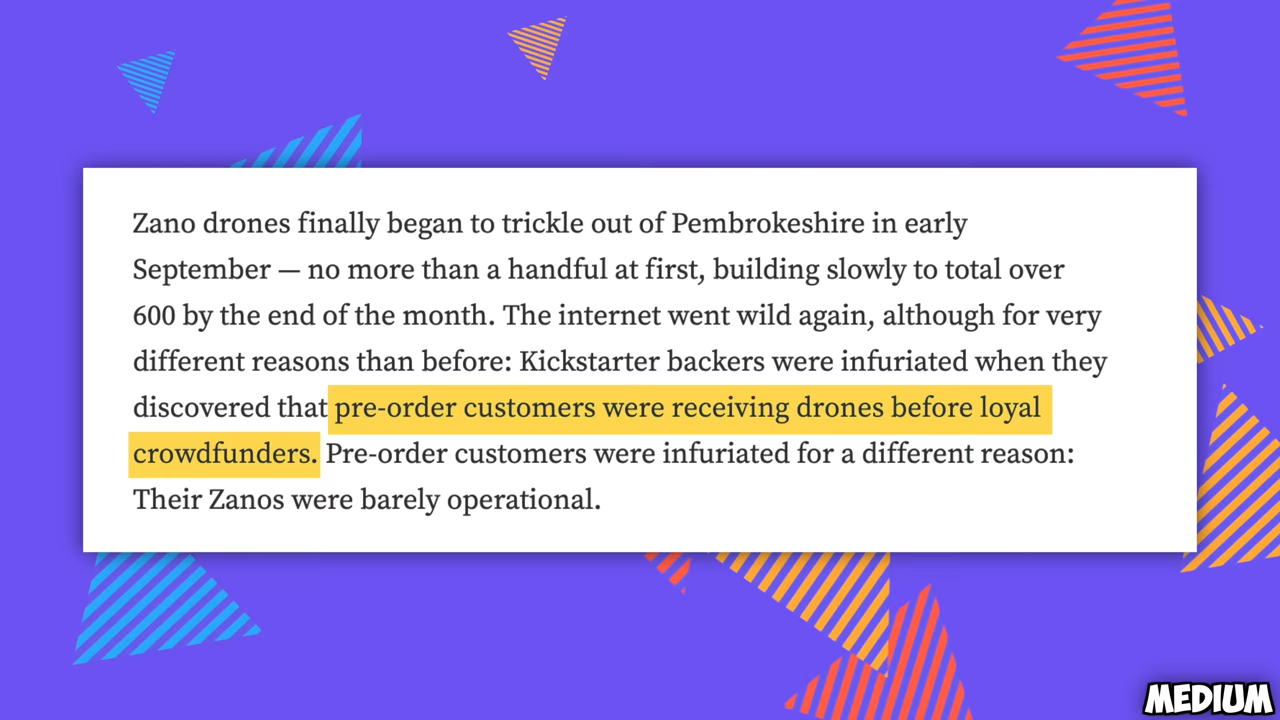 Zano drones finally began to trickle out of Pembrokeshire in early
September — no more than a handful at first, building slowly to total over
600 by the end of the month. The internet went wild again, although for very
different reasons than before: Kickstarter backers were infuriated when they
discovered that pre-order customers were receiving drones before loyal
crowdfunders. Pre-order customers were infuriated for a different reason:
Their Zanos were barely operational.
MEDIUM